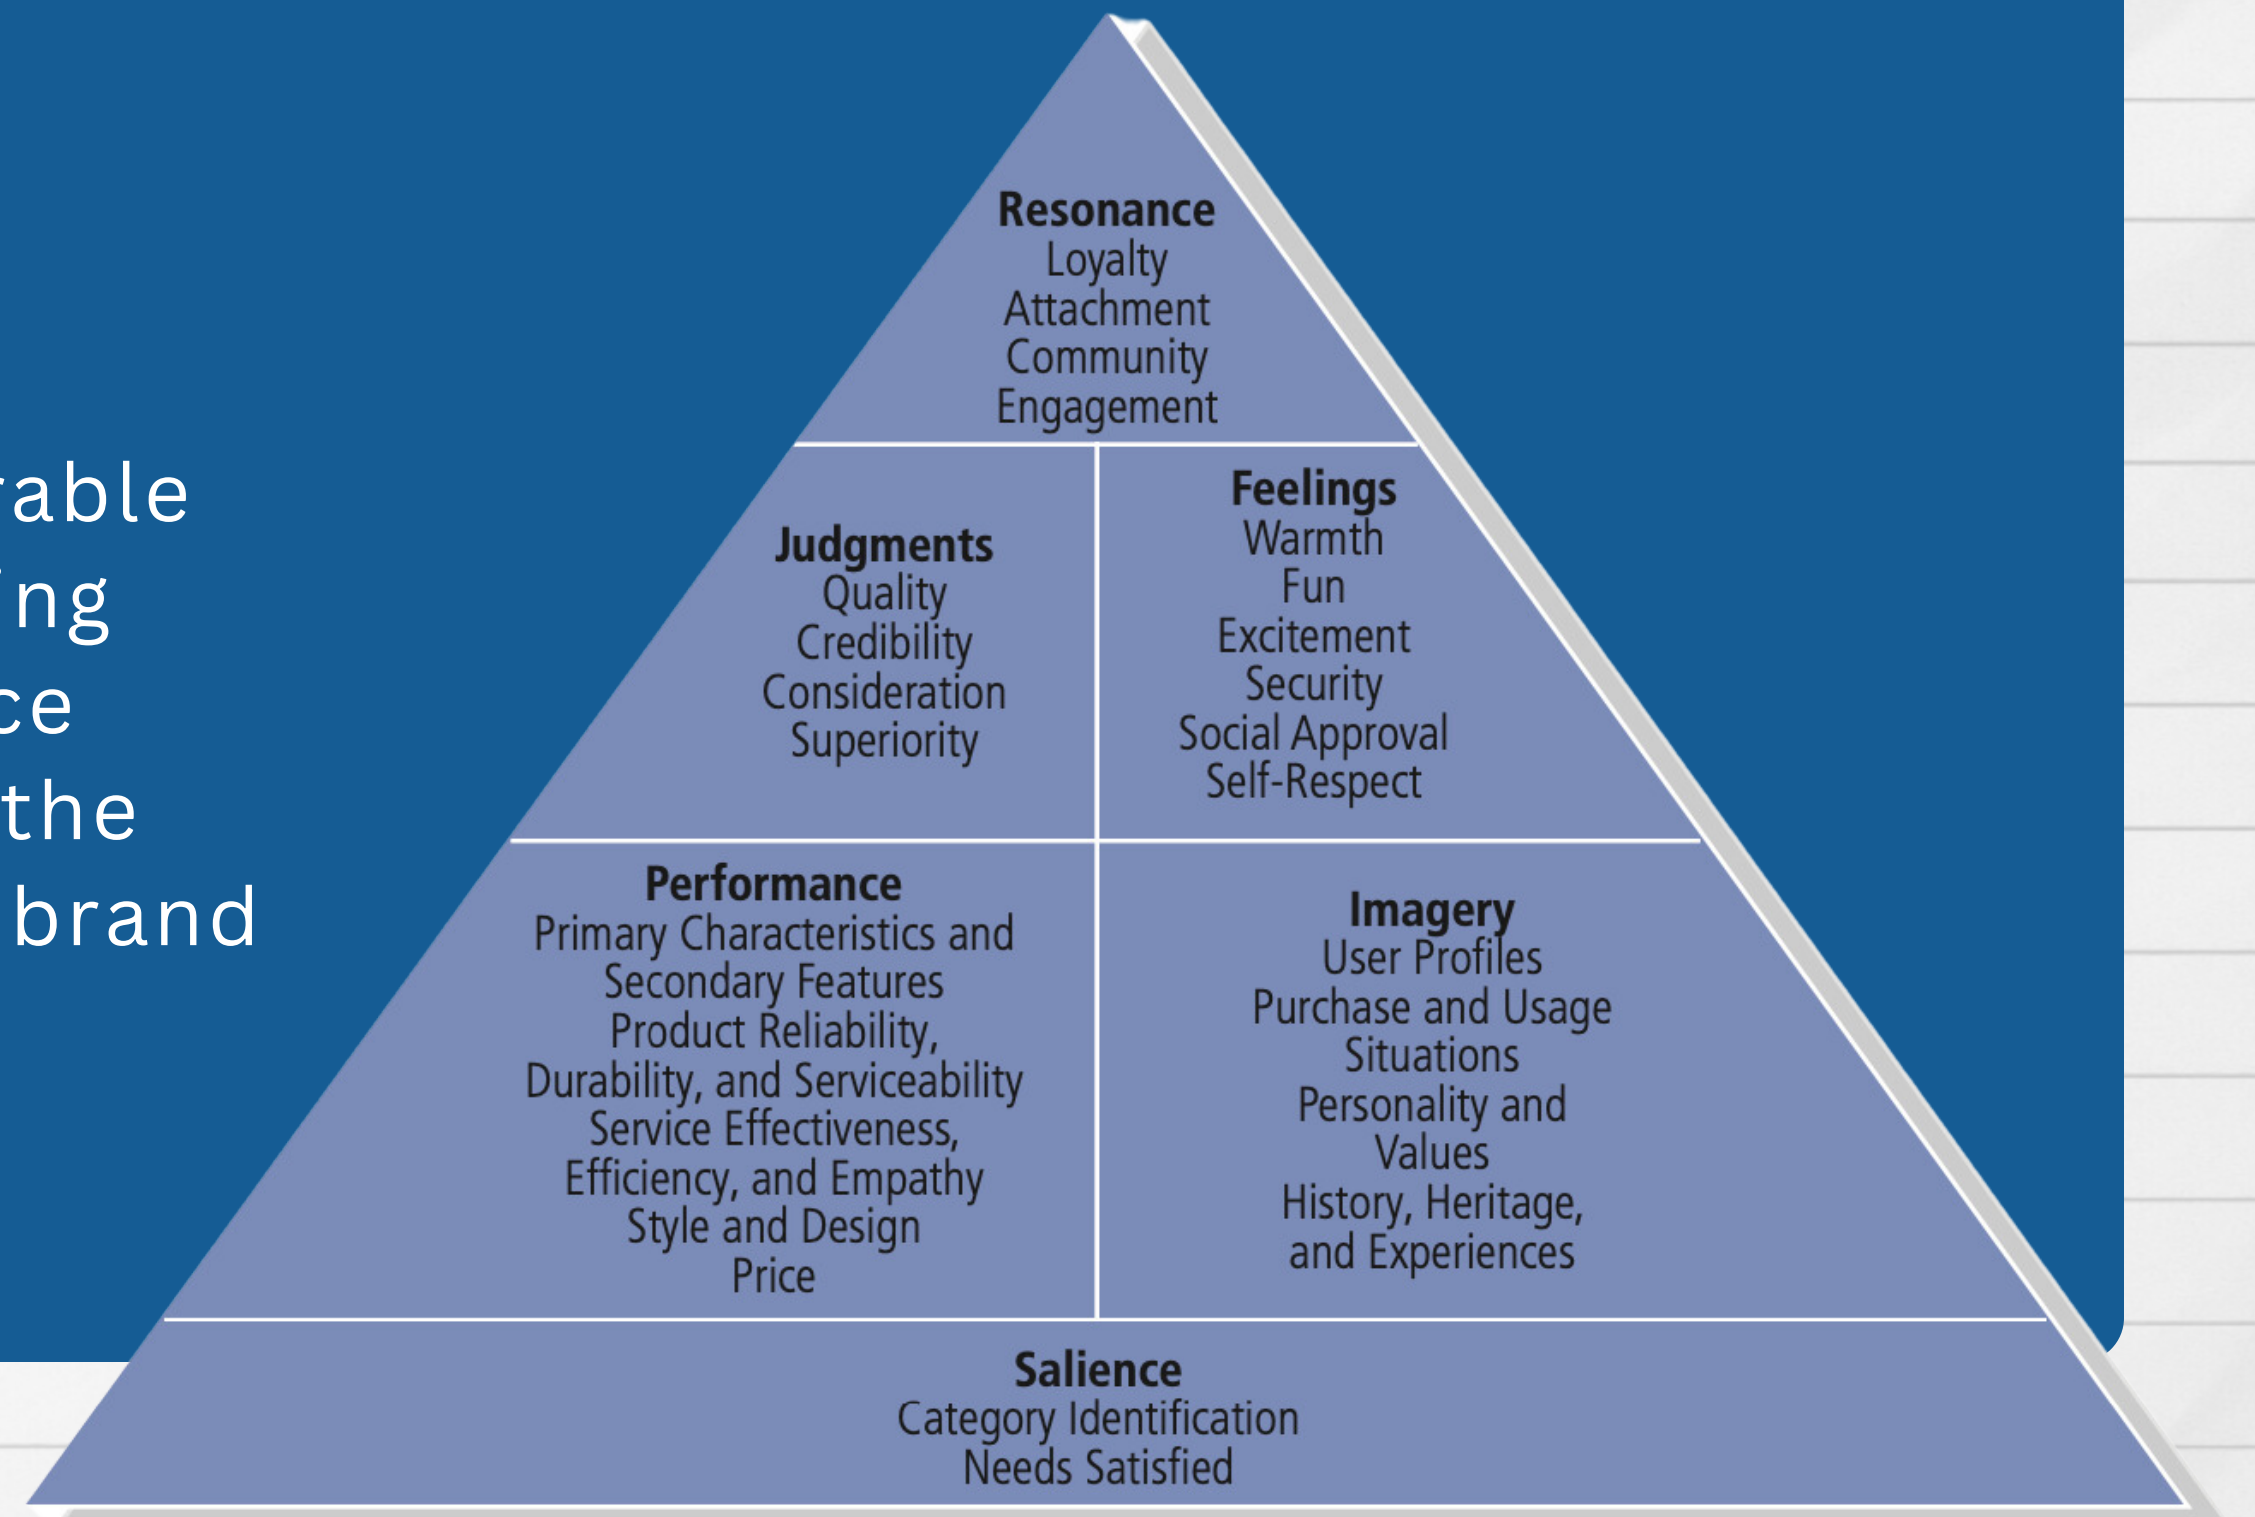 able
ing
ce
the
brand
Resonance
Loyalty
Attachment
Community
Engagement
Judgments
Quality
Credibility
Consideration
Superiority
Feelings
Warmth
Fun
Excitement
Security
Social Approval
Self-Respect
Performance
Primary Characteristics and
Secondary Features
Product Reliability,
Durability, and Serviceability
Service Effectiveness,
Efficiency, and Empathy
Style and Design
Price
Imagery
User Profiles
Purchase and Usage
Situations
Personality and
Values
History, Heritage,
and Experiences
Salience
Category Identification
Needs Satisfied